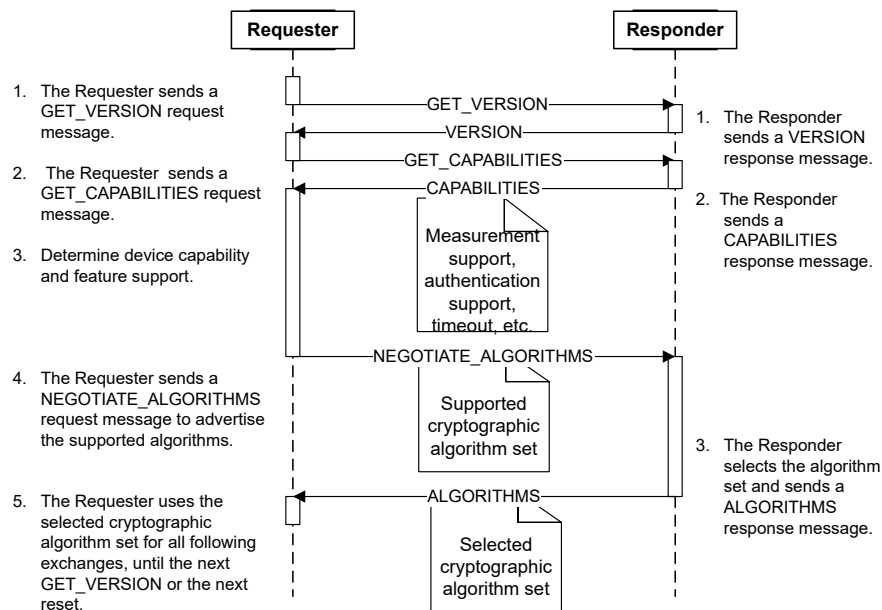 Requester
Responder
1. The Requester sends a
GET_VERSION request
message.
2. The Requester sends a
GET_CAPABILITIES request
message.
3. Determine device capability
and feature support.
4. The Requester sends a
NEGOTIATE_ALGORITHMS
request message to advertise
the supported algorithms.
5. The Requester uses the
selected cryptographic
algorithm set for all following
exchanges, until the next
GET_VERSION or the next
reset.
GET_VERSION
VERSION
GET_CAPABILITIES
CAPABILITIES
Measurement
support,
authentication
support,
timeout, etc.
NEGOTIATE_ALGORITHMS
Supported
cryptographic
algorithm set
ALGORITHMS
Selected
cryptographic
algorithm set
1. The Responder
sends a VERSION
response message.
2. The Responder
sends a
CAPABILITIES
response message.
3. The Responder
selects the algorithm
set and sends a
ALGORITHMS
response message.